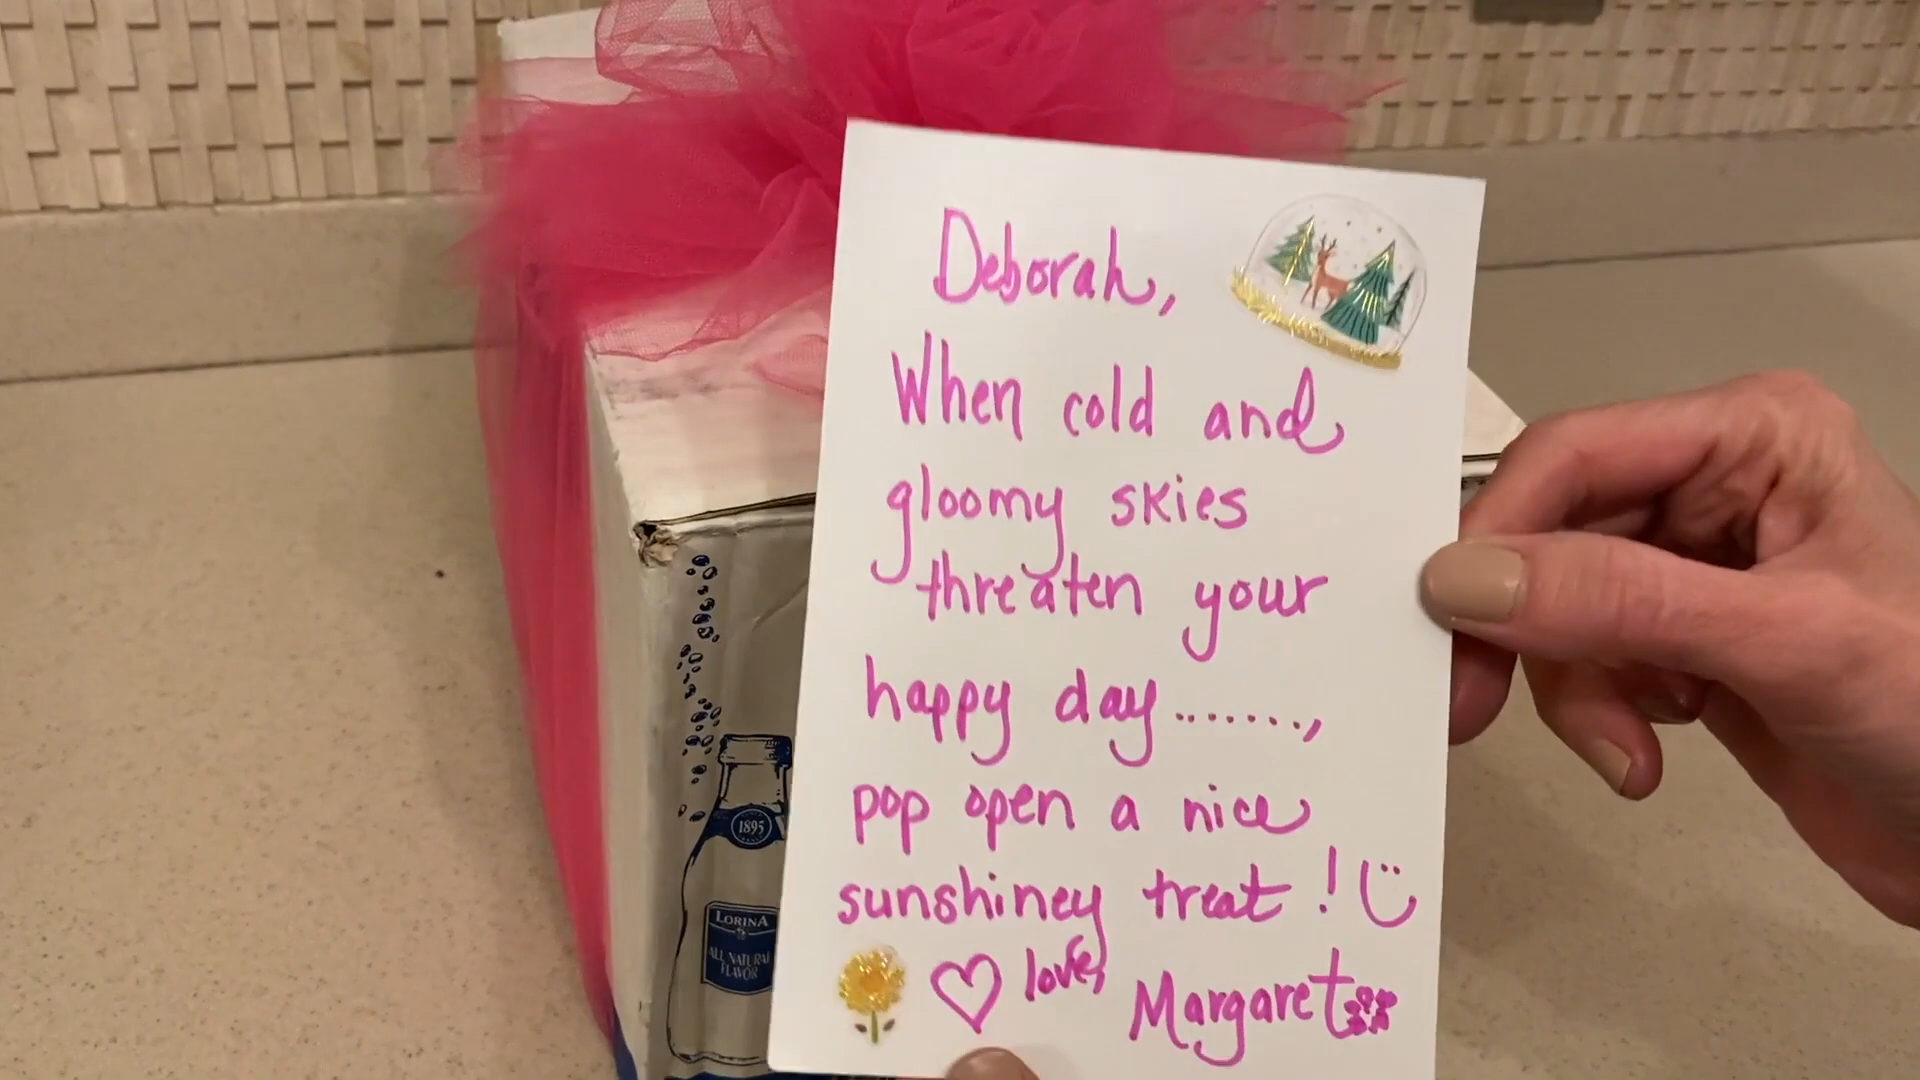 Deborah,
When cold and
gloomy skies
threaten your
happy day.......,
pop open a nice
sunshiney treat!
love,
Margaret
1895
LORINA
ALL NATURAL
FLAVOR